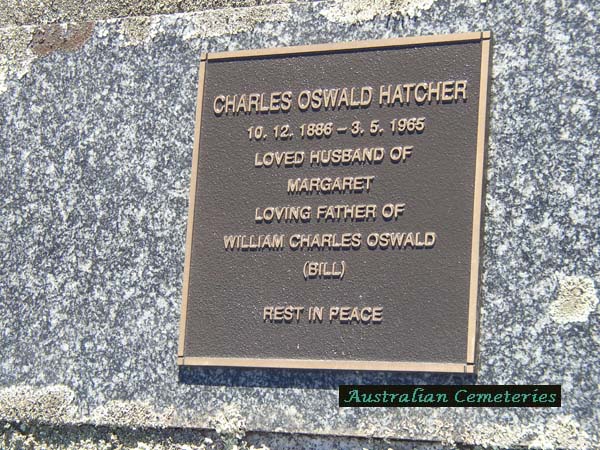 CHARLES OSWALD HATCHER
10. 12. 1886 – 3. 5. 1965
LOVED HUSBAND OF
MARGARET
LOVING FATHER OF
WILLIAM CHARLES OSWALD
(BILL)
REST IN PEACE
Australian Cemeteries